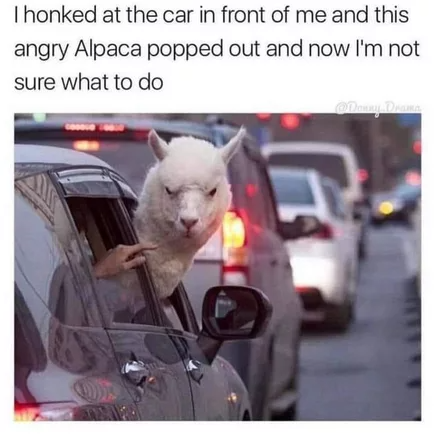 I honked at the car in front of me and this
angry Alpaca popped out and now I'm not
sure what to do
@Donny_Drama